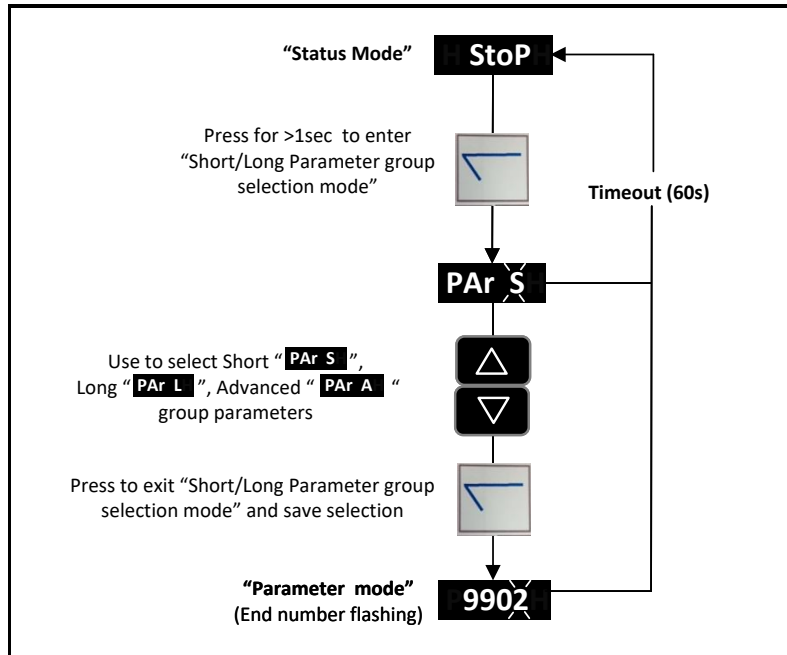 “Status Mode”
StoP
Press for >1sec to enter
“Short/Long Parameter group
selection mode”
Timeout (60s)
PAr S
Use to select Short “ PAr S ”,
Long “ PAr L ”, Advanced “ PAr A “
group parameters
Press to exit “Short/Long Parameter group
selection mode” and save selection
“Parameter mode”
9902
(End number flashing)